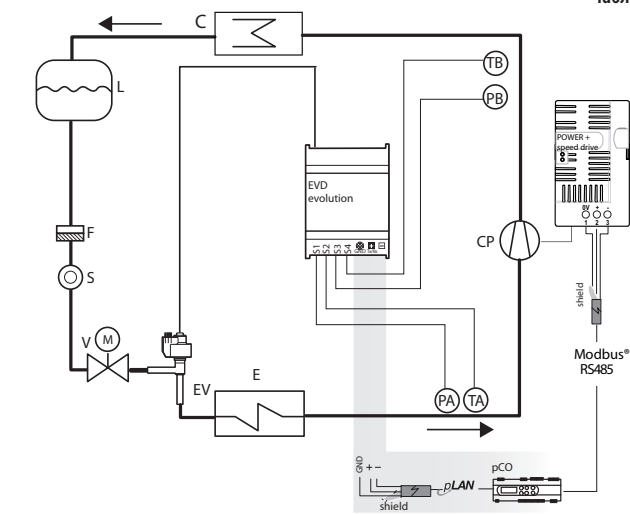 C
L
TB
PB
POWER +
speed drive
0V + -
1 2 3
EVD
evolution
S1 S2 S3 S4 GND
CP
F
S
shield
V M
Modbus®
RS485
EV
E
PA TA
GND + -
pLAN
pCO
shield